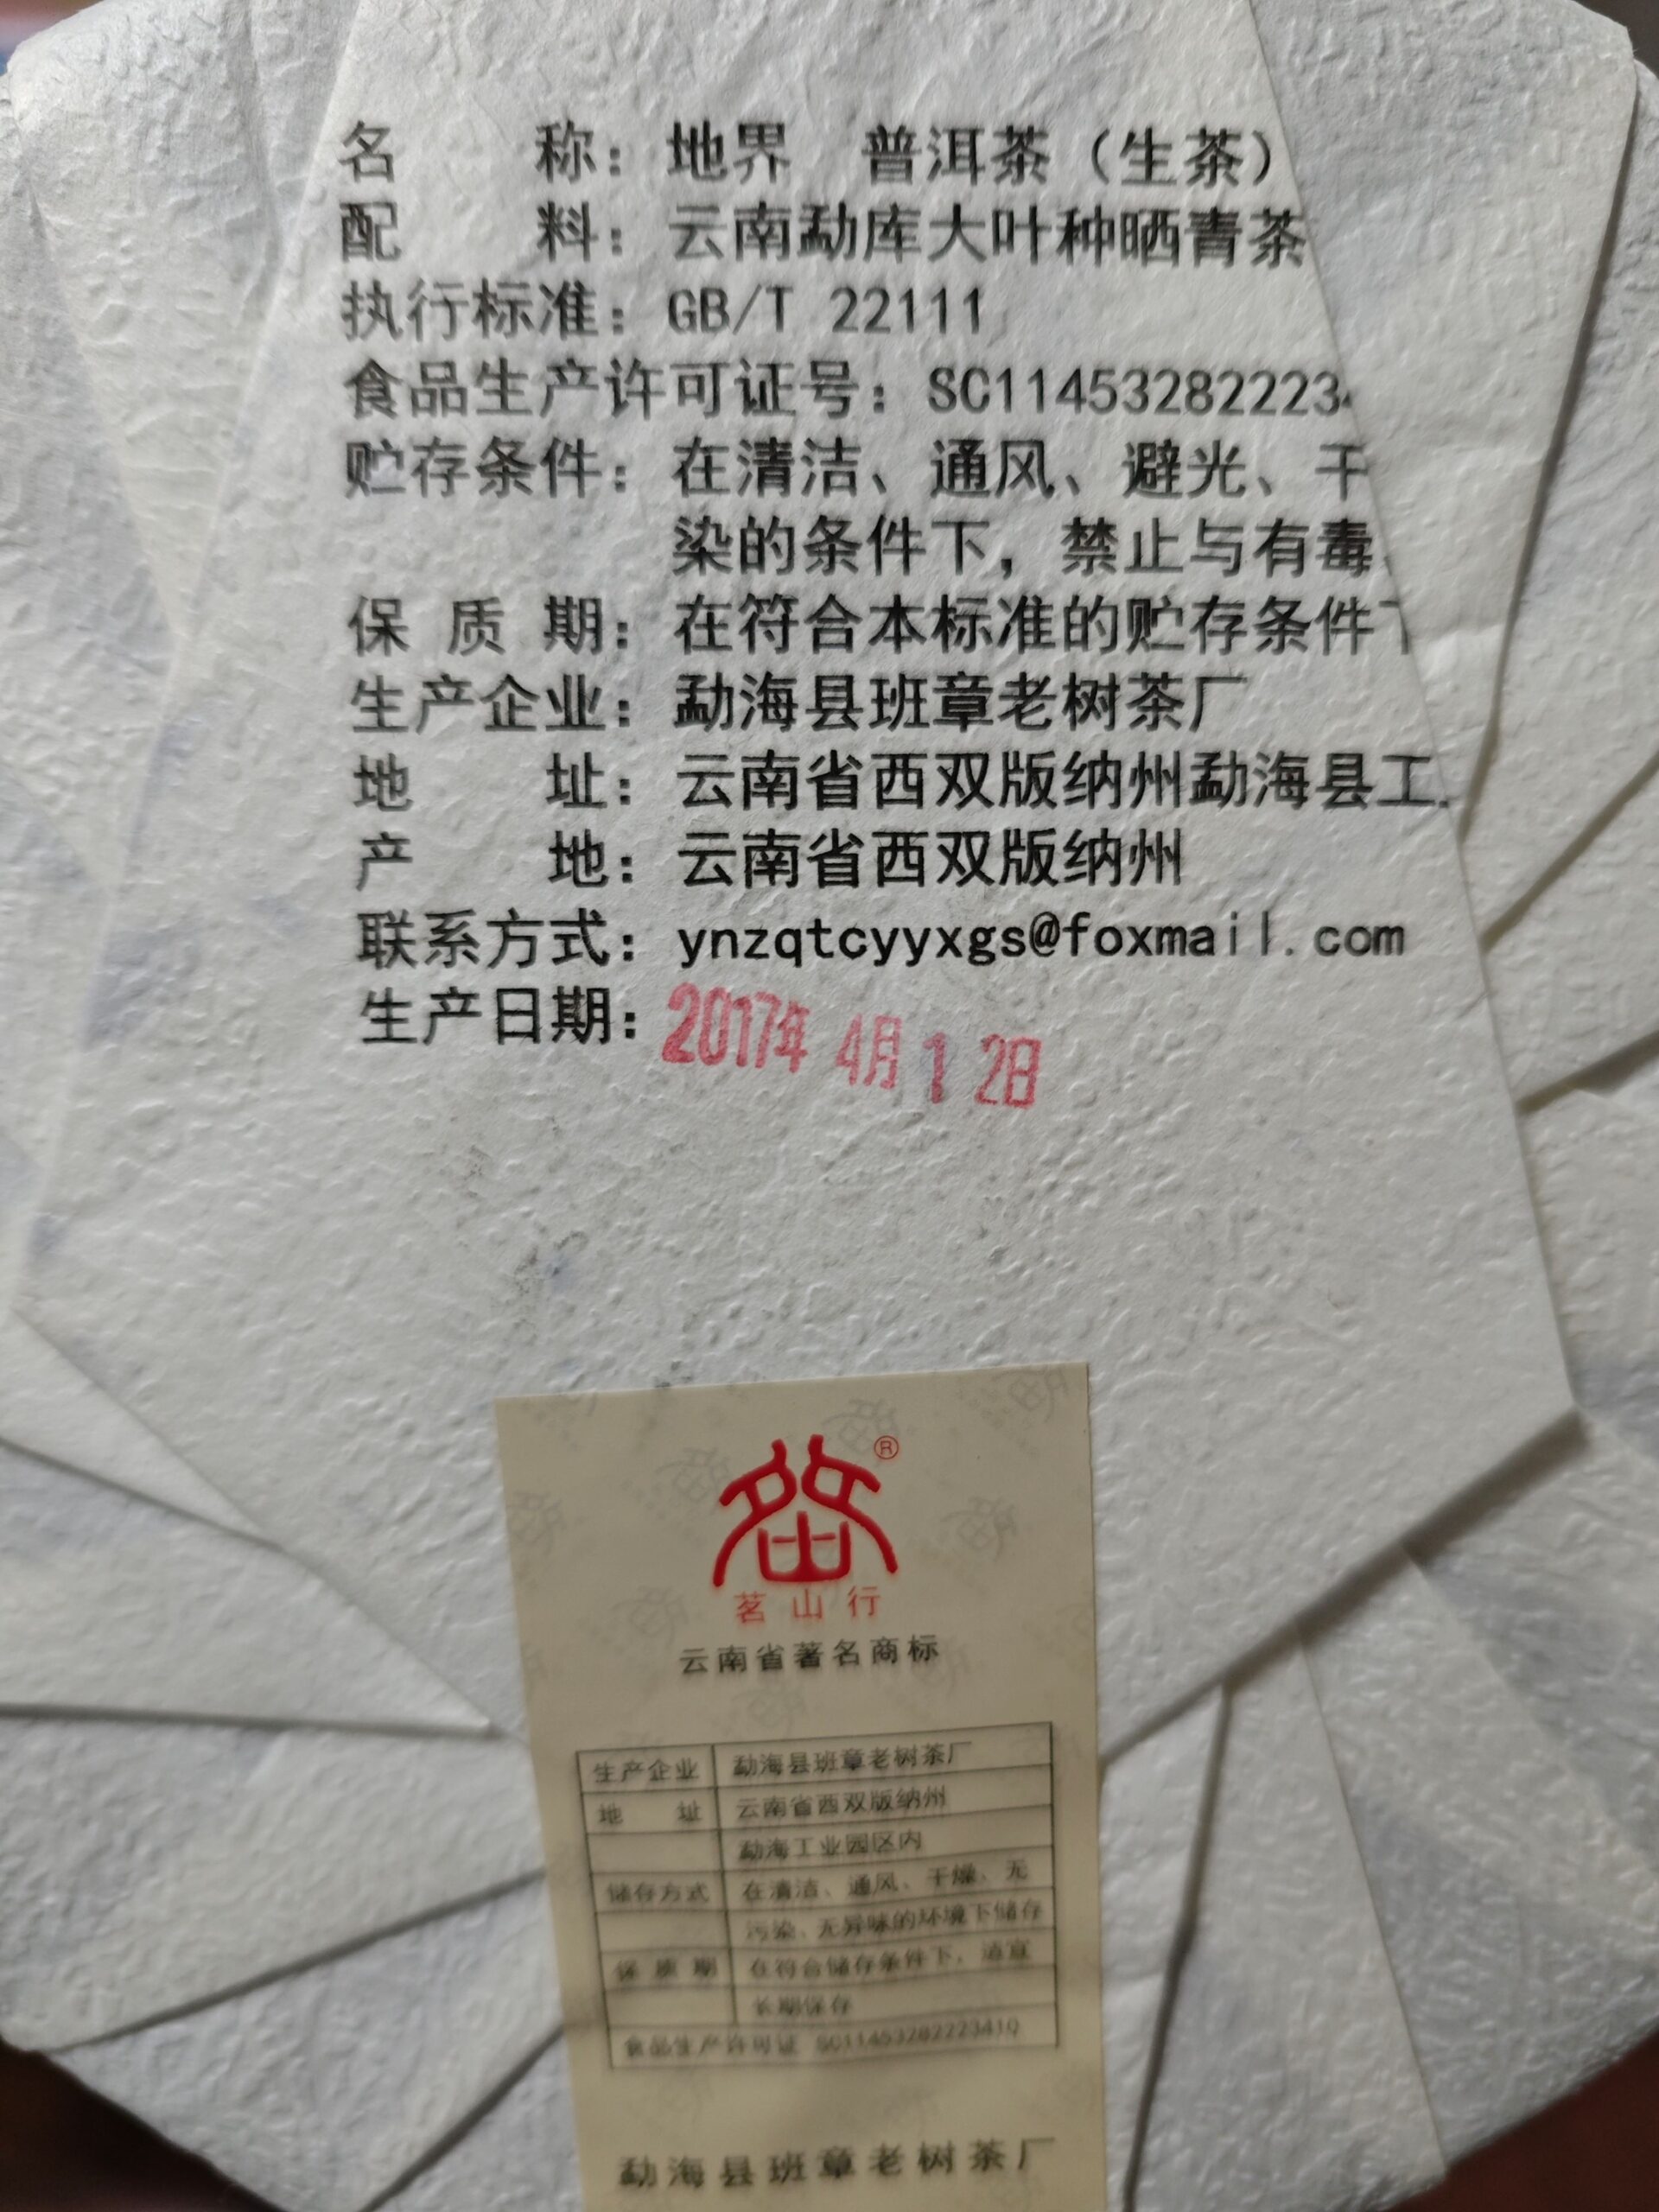 名 称：地界 普洱茶（生茶）
配 料：云南勐库大叶种晒青茶
执行标准：GB/T 22111
食品生产许可证号：SC114532822234
贮存条件：在清洁、通风、避光、干
染的条件下，禁止与有毒
保 质 期：在符合本标准的贮存条件下
生产企业：勐海县班章老树茶厂
地 址：云南省西双版纳州勐海县工
产 地：云南省西双版纳州
联系方式：ynzqtcyyxgs@foxmail.com
生产日期：2017年 4月1 2日
®
茗山行
云南省著名商标
生产企业 勐海县班章老树茶厂
地 址 云南省西双版纳州
勐海工业园区内
储存方式 在清洁、通风、干燥、无
污染、无异味的环境下储存
保 质 期 在符合储存条件下，适宜
长期保存
食品生产许可证 SC11453282223410
勐海县班章老树茶厂